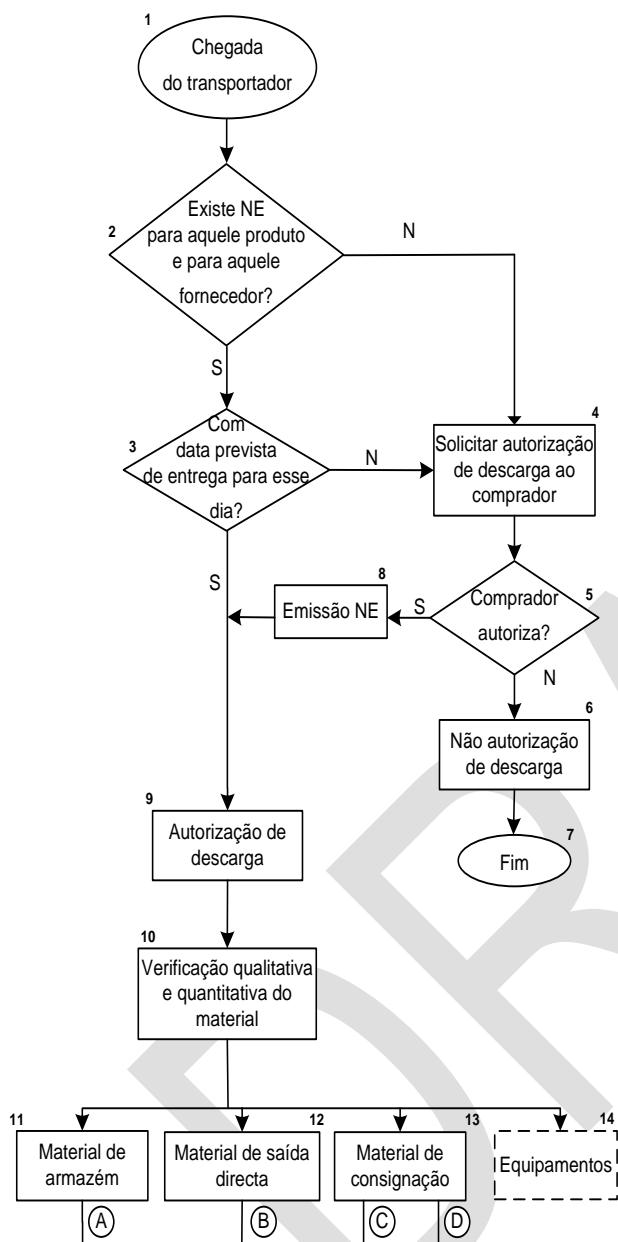 1
Chegada
do transportador
2
Existe NE
para aquele produto
e para aquele
fornecedor?
N
S
3
Com
data prevista
de entrega para esse
dia?
N
4
Solicitar autorização
de descarga ao
comprador
S
8
Emissão NE
S
5
Comprador
autoriza?
N
6
Não autorização
de descarga
7
Fim
9
Autorização de
descarga
10
Verificação qualitativa
e quantitativa do
material
11
Material de
armazém
12
Material de saída
directa
13
Material de
consignação
14
Equipamentos
A
B
C
D